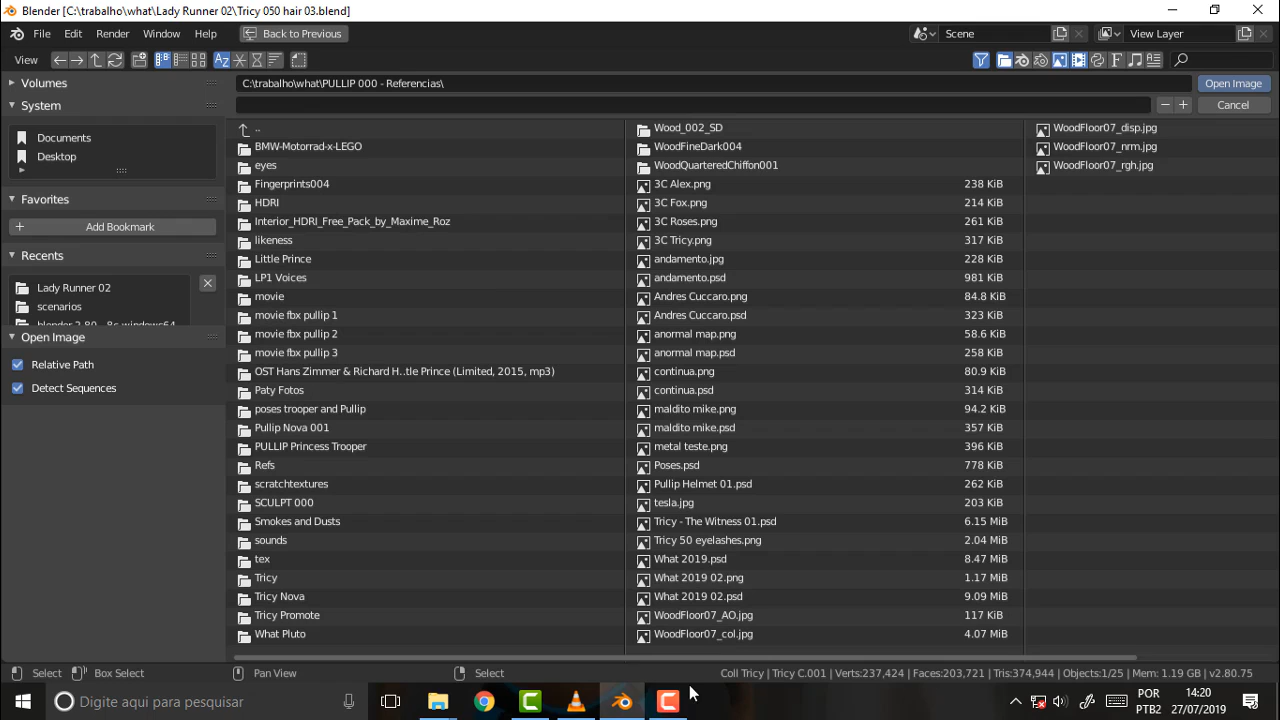 Blender [C:\trabalho\what\Lady Runner 02\Tricy 050 hair 03.blend]
File Edit Render Window Help Back to Previous Scene View Layer
View
Volumes
System
Documents
Desktop
Favorites
Add Bookmark
Recents
Lady Runner 02
scenarios
Open Image
Relative Path
Detect Sequences
C:\trabalho\what\PULLIP 000 - Referencias\ Open Image
Cancel
..
BMW-Motorrad-x-LEGO
eyes
Fingerprints004
HDRI
Interior_HDRI_Free_Pack_by_Maxime_Roz
likeness
Little Prince
LP1 Voices
movie
movie fbx pullip 1
movie fbx pullip 2
movie fbx pullip 3
OST Hans Zimmer & Richard H..tle Prince (Limited, 2015, mp3)
Paty Fotos
poses trooper and Pullip
Pullip Nova 001
PULLIP Princess Trooper
Refs
scratchtextures
SCULPT 000
Smokes and Dusts
sounds
tex
Tricy
Tricy Nova
Tricy Promote
What Pluto
Wood_002_SD
WoodFineDark004
WoodQuarteredChiffon001
3C Alex.png 238 KiB
3C Fox.png 214 KiB
3C Roses.png 261 KiB
3C Tricy.png 317 KiB
andamento.jpg 228 KiB
andamento.psd 981 KiB
Andres Cuccaro.png 84.8 KiB
Andres Cuccaro.psd 323 KiB
anormal map.png 58.6 KiB
anormal map.psd 258 KiB
continua.png 80.9 KiB
continua.psd 314 KiB
maldito mike.png 94.2 KiB
maldito mike.psd 357 KiB
metal teste.png 396 KiB
Poses.psd 778 KiB
Pullip Helmet 01.psd 262 KiB
tesla.jpg 203 KiB
Tricy - The Witness 01.psd 6.15 MiB
Tricy 50 eyelashes.png 2.04 MiB
What 2019.psd 8.47 MiB
What 2019 02.png 1.17 MiB
What 2019 02.psd 9.09 MiB
WoodFloor07_AO.jpg 117 KiB
WoodFloor07_col.jpg 4.07 MiB
WoodFloor07_disp.jpg
WoodFloor07_nrm.jpg
WoodFloor07_rgh.jpg
Select Box Select Pan View Select Coll Tricy | Tricy C.001 | Verts:237,424 | Faces:203,721 | Tris:374,944 | Objects:1/25 | Mem: 1.19 GB | v2.80.75
Digite aqui para pesquisar POR 14:20
PTB2 27/07/2019